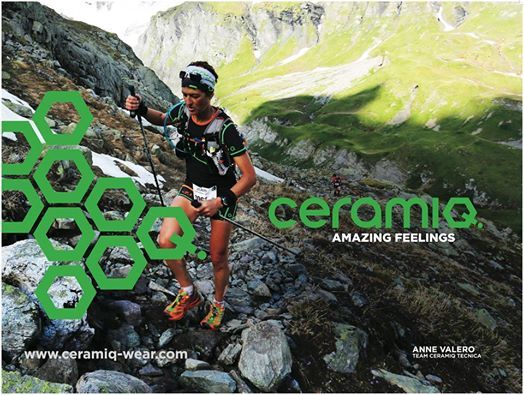 Q.
ceramiQ.
AMAZING FEELINGS
www.ceramiq-wear.com
ANNE VALERO
TEAM CERAMIQ TECNICA